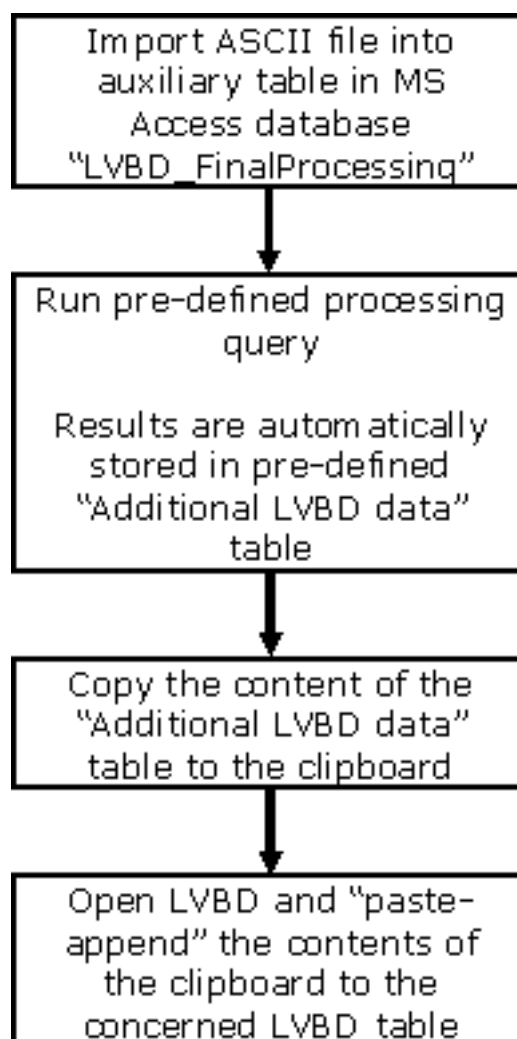 Import ASCII file into
auxiliary table in MS
Access database
“LVBD_FinalProcessing”
Run pre-defined processing
query
Results are automatically
stored in pre-defined
“Additional LVBD data”
table
Copy the content of the
“Additional LVBD data”
table to the clipboard
Open LVBD and “paste-
append” the contents of
the clipboard to the
concerned LVBD table